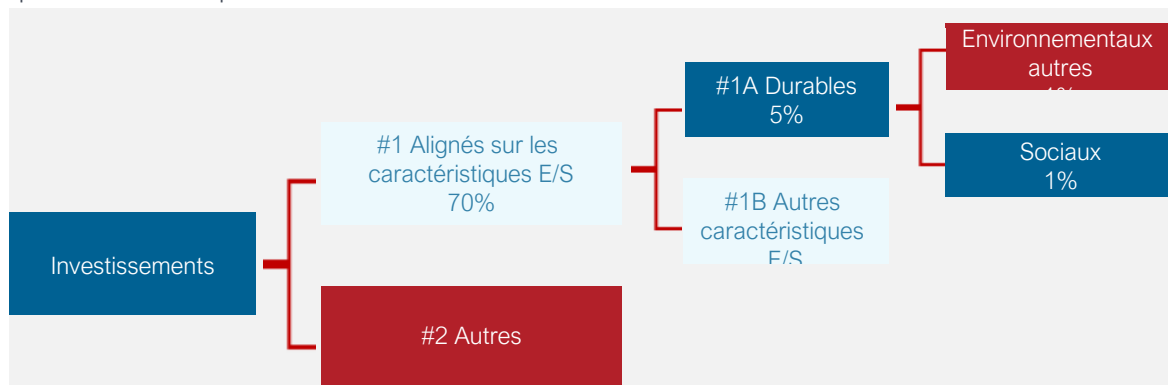 Investissements
#1 Alignés sur les
caractéristiques E/S
70%
#2 Autres
#1A Durables
5%
#1B Autres
caractéristiques
E/S
Environnementaux
autres
Sociaux
1%